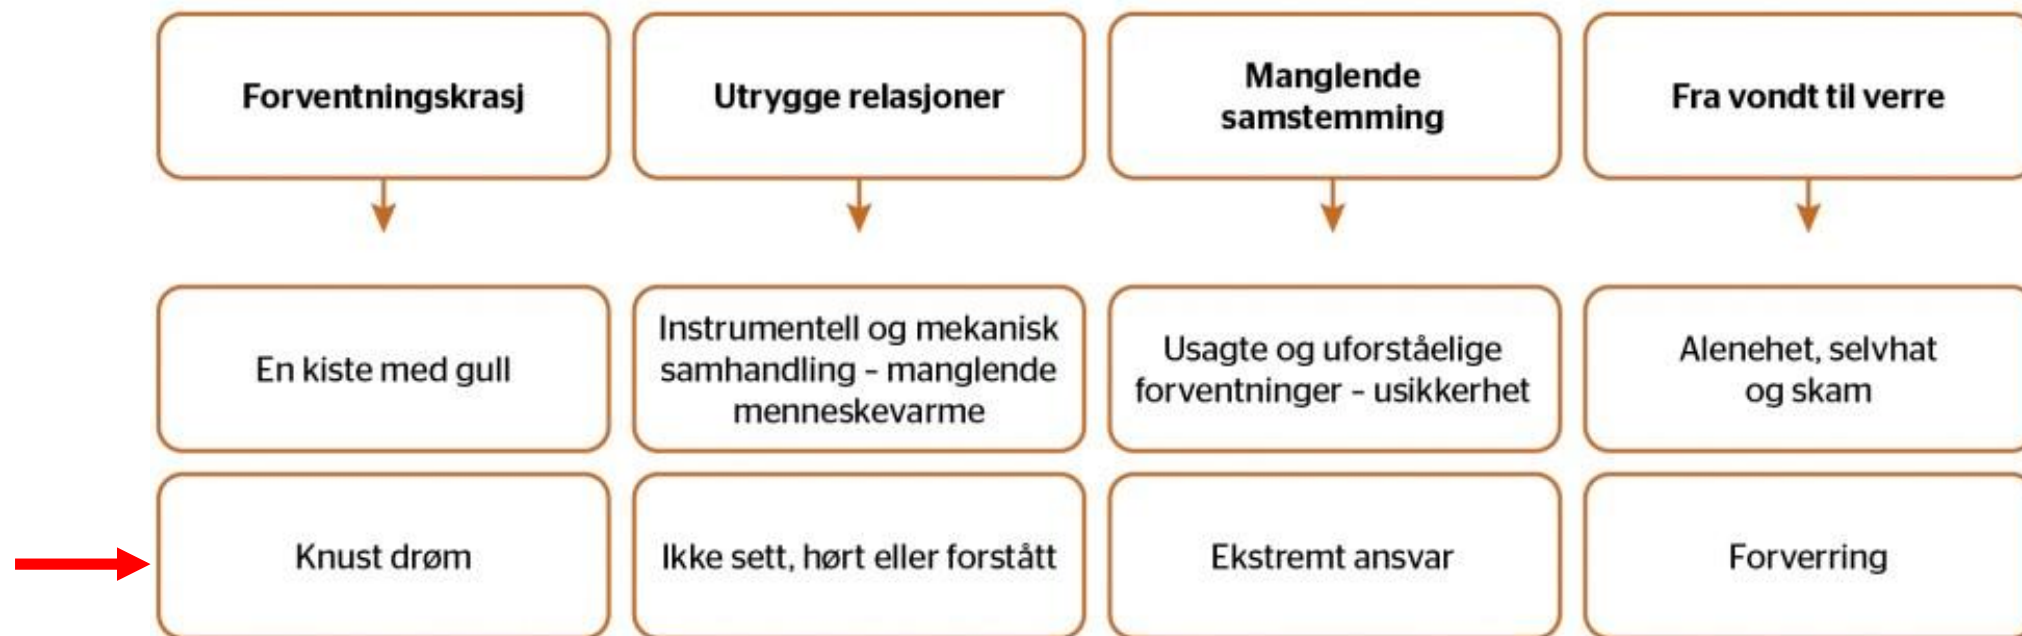 Forventningskrasj
Utrygge relasjoner
Manglende
samstemming
Fra vondt til verre
En kiste med gull
Instrumentell og mekanisk
samhandling – manglende
menneskevarme
Usagte og uforståelige
forventninger – usikkerhet
Alenehet, selvhat
og skam
Knust drøm
Ikke sett, hørt eller forstått
Ekstremt ansvar
Forverring